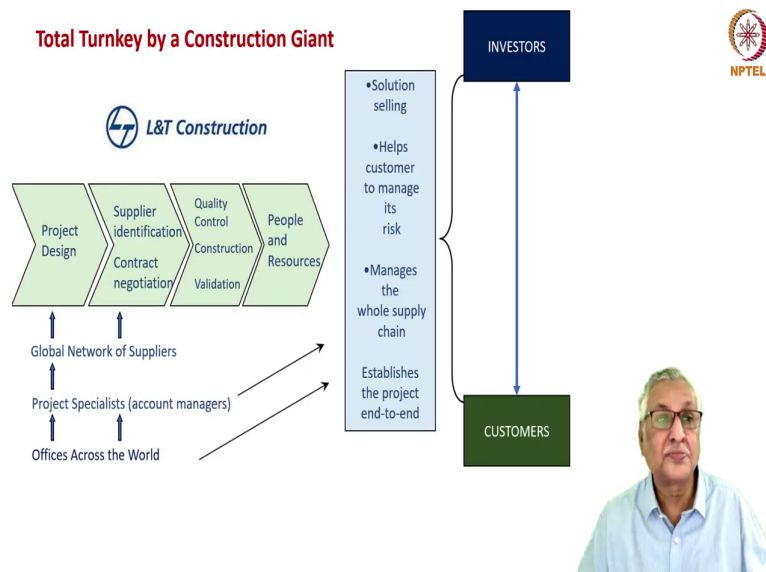 Total Turnkey by a Construction Giant
L&T Construction
Project
Design
Supplier
identification
Contract
negotiation
Quality
Control
Construction
Validation
People
and
Resources
Global Network of Suppliers
Project Specialists (account managers)
Offices Across the World
•Solution
selling
•Helps
customer
to manage
its
risk
•Manages
the
whole supply
chain
Establishes
the project
end-to-end
INVESTORS
CUSTOMERS
NPTEL